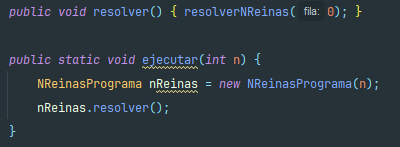 public void resolver() { resolverNReinas( fila: 0); }
public static void ejecutar(int n) {
NReinasPrograma nReinas = new NReinasPrograma(n);
nReinas.resolver();
}